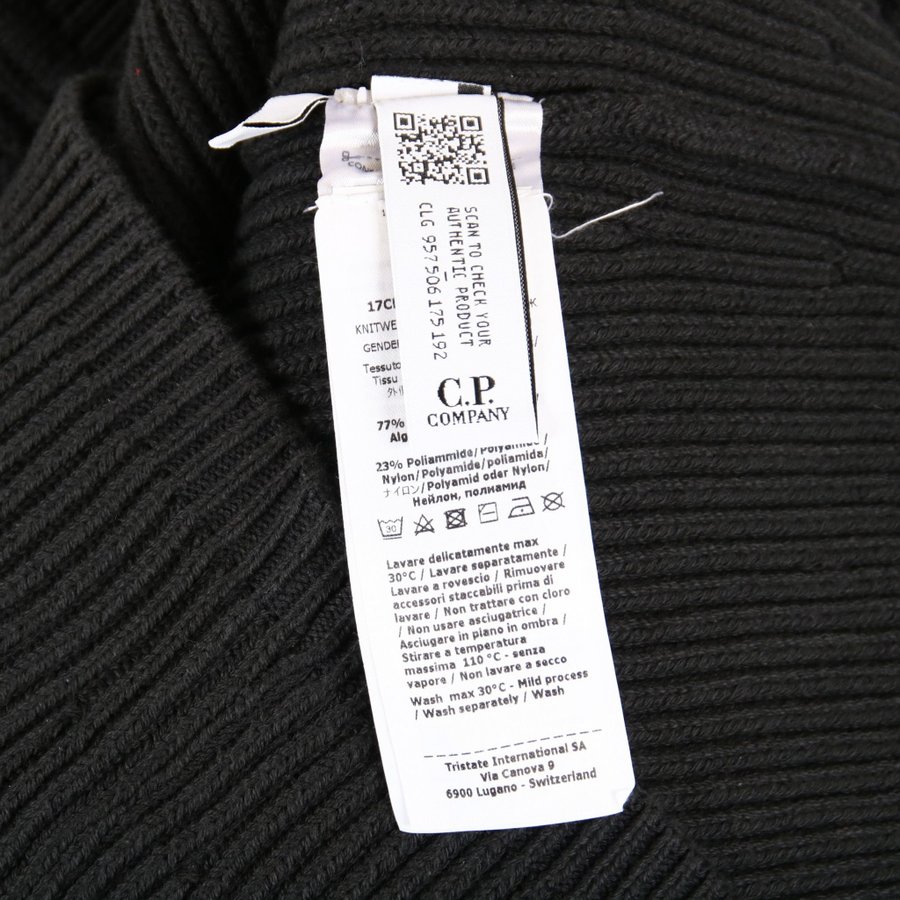 SCAN TO CHECK YOUR
AUTHENTIC PRODUCT
CLG 957506175192
C.P.
COMPANY
17C
KNITWE
GENDE
Tessuto
Tissu
77%
Alg
23% Poliammide/Polyamide/
Nylon/Polyamide/poliamida/
ナイロン/Polyamid oder Nylon/
Нейлон, полиамид
30
Lavare delicatamente max
30°C / Lavare separatamente /
Lavare a rovescio / Rimuovere
accessori staccabili prima di
lavare / Non trattare con cloro
/ Non usare asciugatrice /
Asciugare in piano in ombra /
Stirare a temperatura
massima 110 °C - senza
vapore / Non lavare a secco
Wash max 30°C - Mild process
/ Wash separately / Wash
Tristate International SA
Via Canova 9
6900 Lugano - Switzerland